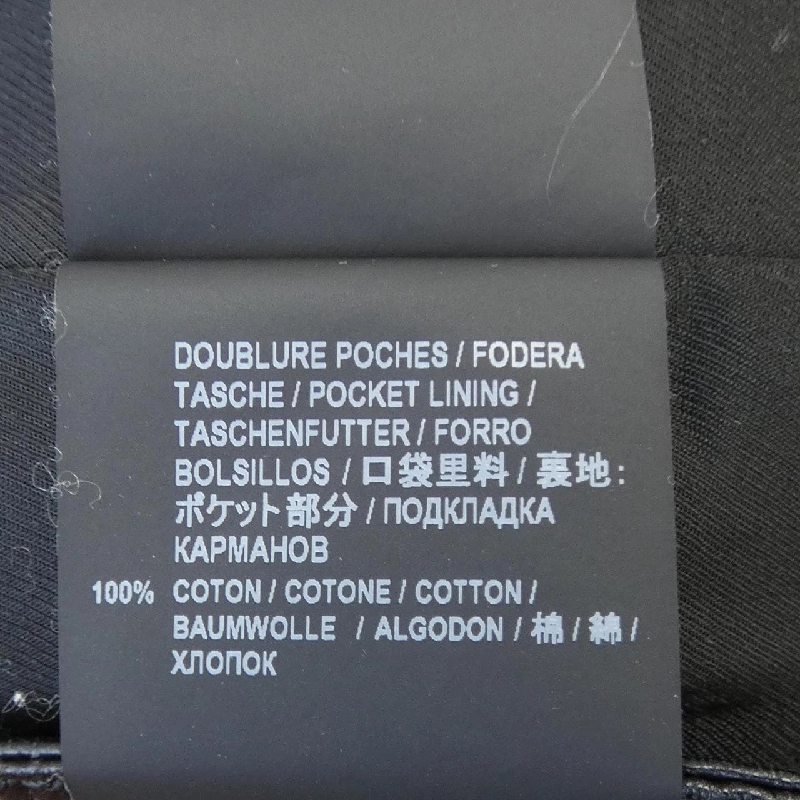 DOUBLURE POCHES / FODERA
TASCHE / POCKET LINING /
TASCHENFUTTER / FORRO
BOLSILLOS / 口袋里料 / 裏地:
ポケット部分 / ПОДКЛАДКА
КАРМАНОВ
100% COTON / COTONE / COTTON /
BAUMWOLLE / ALGODON / 棉 / 綿 /
ХЛОПОК